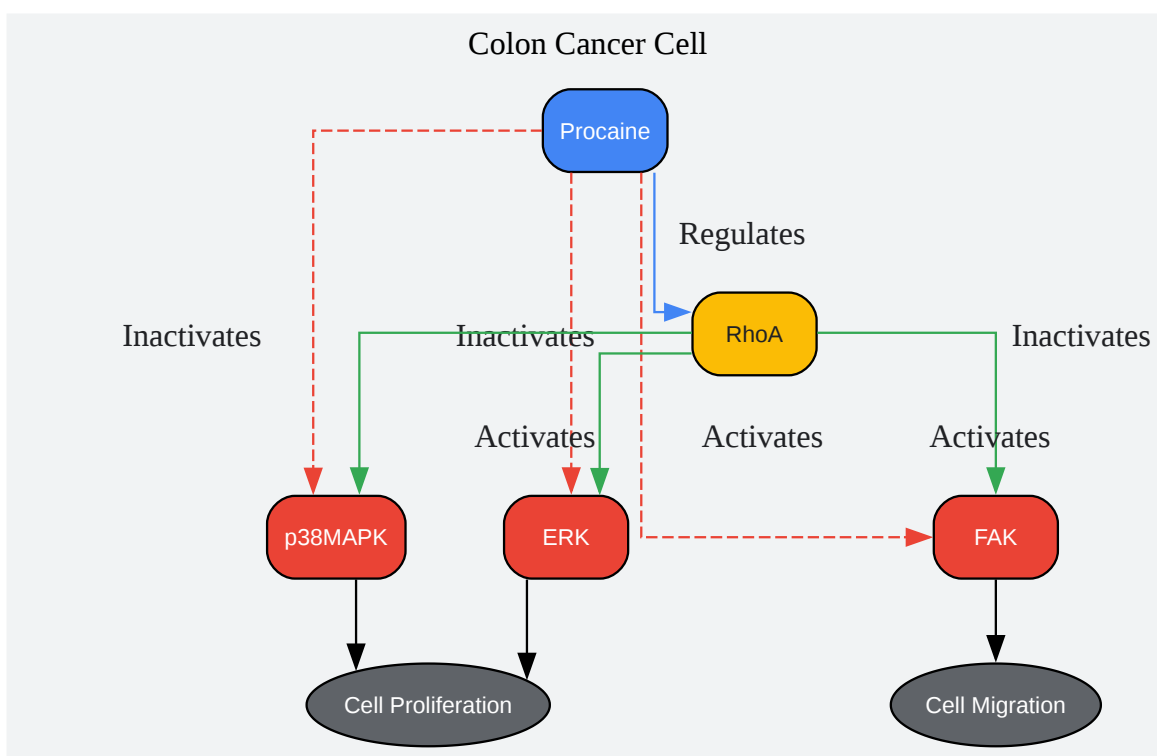 Colon Cancer Cell
Procaine
Regulates
Inactivates
Inactivates
RhoA
Inactivates
Activates
Activates
Activates
p38MAPK
ERK
FAK
Cell Proliferation
Cell Migration